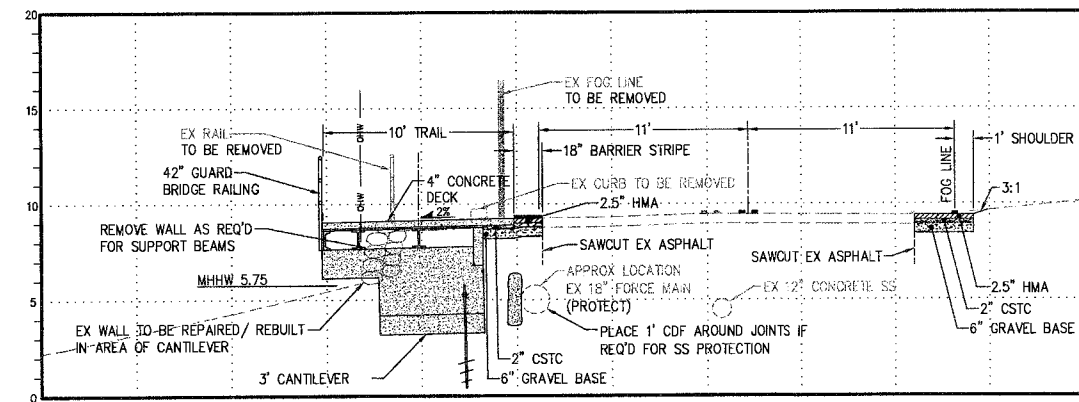 20
15
10
5
0
EX FOG LINE
TO BE REMOVED
10' TRAIL
11'
11'
1' SHOULDER
18" BARRIER STRIPE
EX RAIL
TO BE REMOVED
OHW
OHW
42" GUARD
BRIDGE RAILING
4" CONCRETE
DECK
2%
EX CURB TO BE REMOVED
2.5" HMA
FOG LINE
3:1
REMOVE WALL AS REQ'D
FOR SUPPORT BEAMS
SAWCUT EX ASPHALT
SAWCUT EX ASPHALT
MHHW 5.75
APPROX LOCATION
EX 18" FORCE MAIN
(PROTECT)
EX 12" CONCRETE SS
2.5" HMA
2" CSTC
6" GRAVEL BASE
EX WALL TO BE REPAIRED/ REBUILT
IN AREA OF CANTILEVER
PLACE 1' CDF AROUND JOINTS IF
REQ'D FOR SS PROTECTION
3' CANTILEVER
2" CSTC
6" GRAVEL BASE